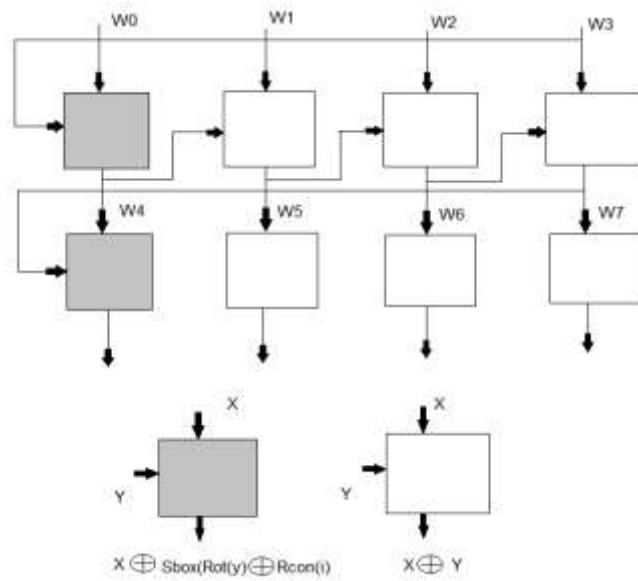 W0 W1 W2 W3
W4 W5 W6 W7
X X
Y Y
X ⊕ Sbox(Rot(y)⊕Rcon(i) X⊕ Y